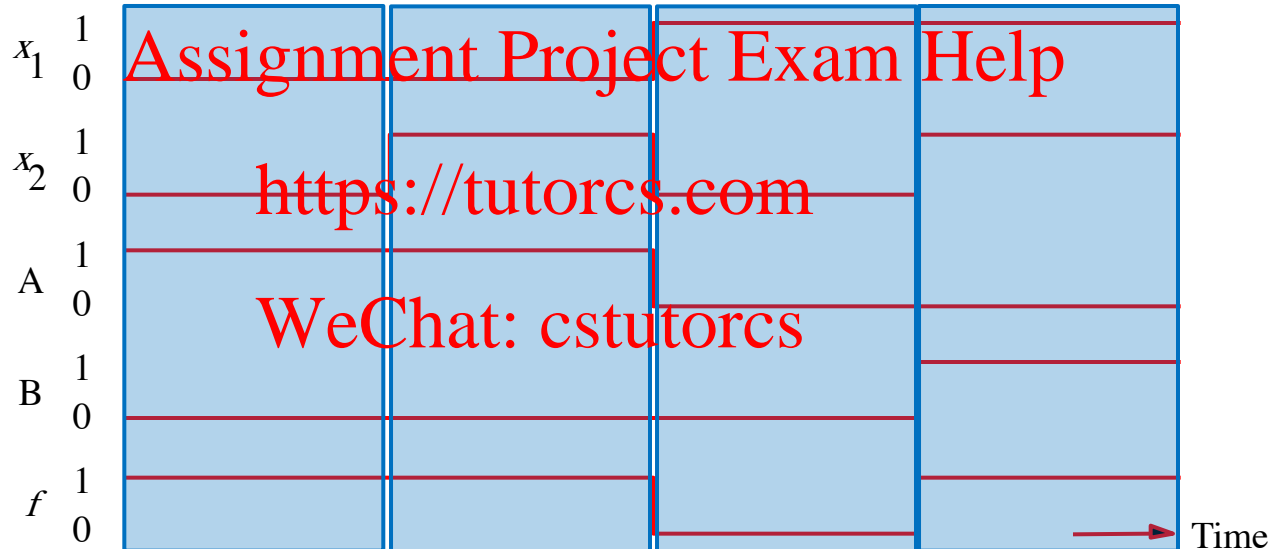 x1 1
0
Assignment Project Exam Help
x2 1
0
https://tutorcs.com
A 1
0
WeChat: cstutorcs
B 1
0
f 1
0
Time